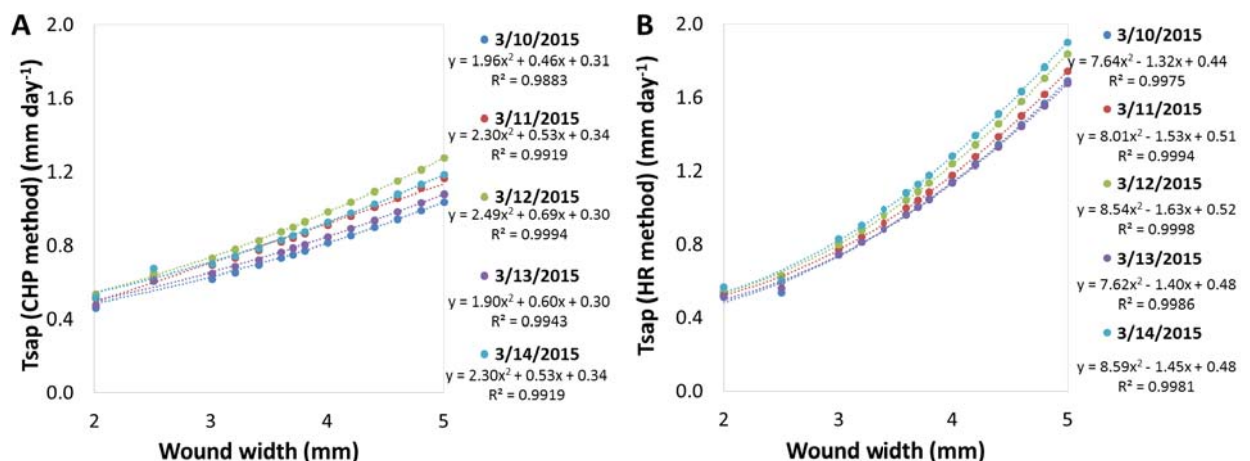 A
Tsap (CHP method) (mm day⁻¹)
2.0
1.6
1.2
0.8
0.4
0.0
2
3
4
5
Wound width (mm)
3/10/2015
y = 1.96x² + 0.46x + 0.31
R² = 0.9883
3/11/2015
y = 2.30x² + 0.53x + 0.34
R² = 0.9919
3/12/2015
y = 2.49x² + 0.69x + 0.30
R² = 0.9994
3/13/2015
y = 1.90x² + 0.60x + 0.30
R² = 0.9943
3/14/2015
y = 2.30x² + 0.53x + 0.34
R² = 0.9919
B
Tsap (HR method) (mm day⁻¹)
2.0
1.6
1.2
0.8
0.4
0.0
2
3
4
5
Wound width (mm)
3/10/2015
y = 7.64x² - 1.32x + 0.44
R² = 0.9975
3/11/2015
y = 8.01x² - 1.53x + 0.51
R² = 0.9994
3/12/2015
y = 8.54x² - 1.63x + 0.52
R² = 0.9998
3/13/2015
y = 7.62x² - 1.40x + 0.48
R² = 0.9986
3/14/2015
y = 8.59x² - 1.45x + 0.48
R² = 0.9981